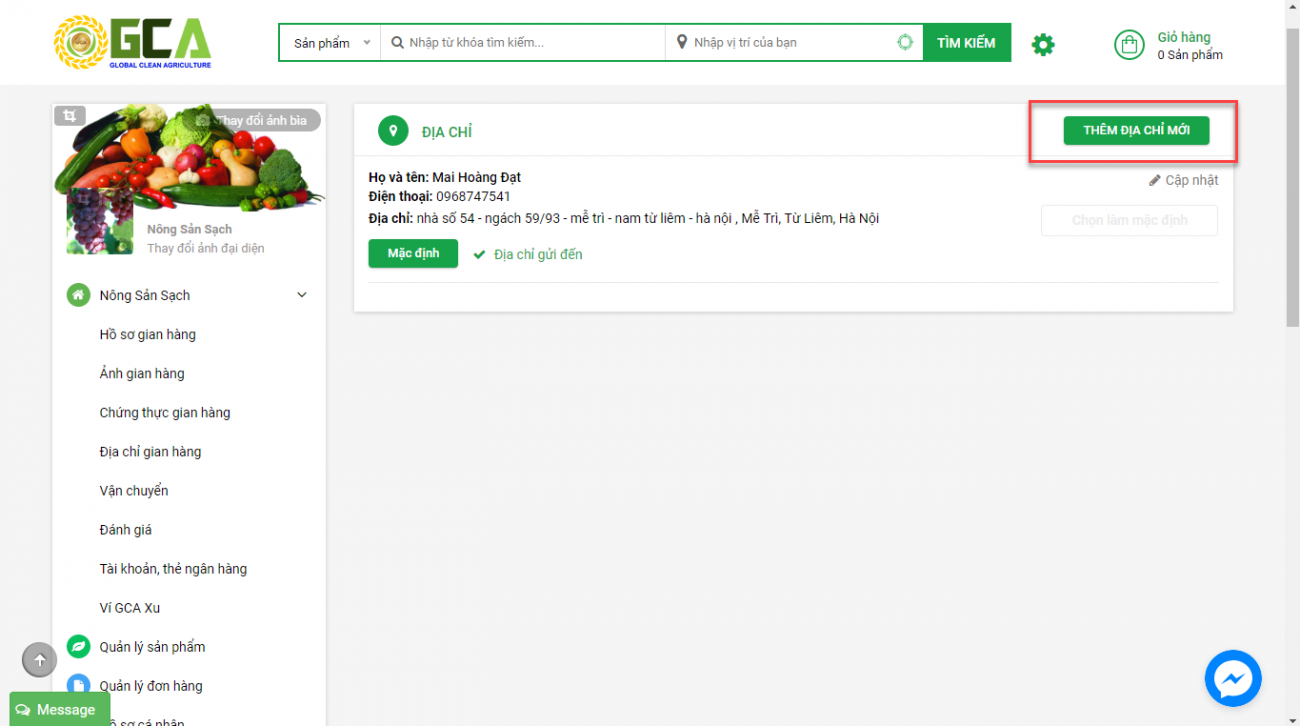 GCA
GLOBAL CLEAN AGRICULTURE
Sản phẩm
Nhập từ khóa tìm kiếm...
Nhập vị trí của bạn
TÌM KIẾM
Giỏ hàng
0 Sản phẩm
Thay đổi ảnh bìa
Nông Sản Sạch
Thay đổi ảnh đại diện
Nông Sản Sạch
Hồ sơ gian hàng
Ảnh gian hàng
Chứng thực gian hàng
Địa chỉ gian hàng
Vận chuyển
Đánh giá
Tài khoản, thẻ ngân hàng
Ví GCA Xu
Quản lý sản phẩm
Quản lý đơn hàng
Message
ĐỊA CHỈ
THÊM ĐỊA CHỈ MỚI
Họ và tên: Mai Hoàng Đạt
Điện thoại: 0968747541
Địa chỉ: nhà số 54 - ngách 59/93 - mễ trì - nam từ liêm - hà nội , Mễ Trì, Từ Liêm, Hà Nội
Cập nhật
Chọn làm mặc định
Mặc định
Địa chỉ gửi đến